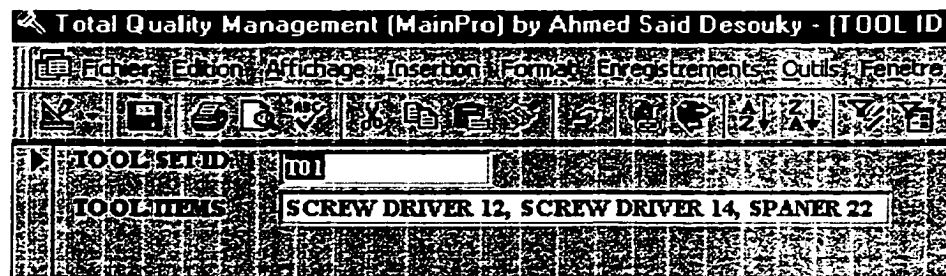 Total Quality Management (MainPro) by Ahmed Said Desouky - [TOOL ID
Fichier Edition Affichage Insertion Format Enregistrements Outils Fenetre
TOOL SET ID T01
TOOL ITEMS SCREW DRIVER 12, SCREW DRIVER 14, SPANER 22